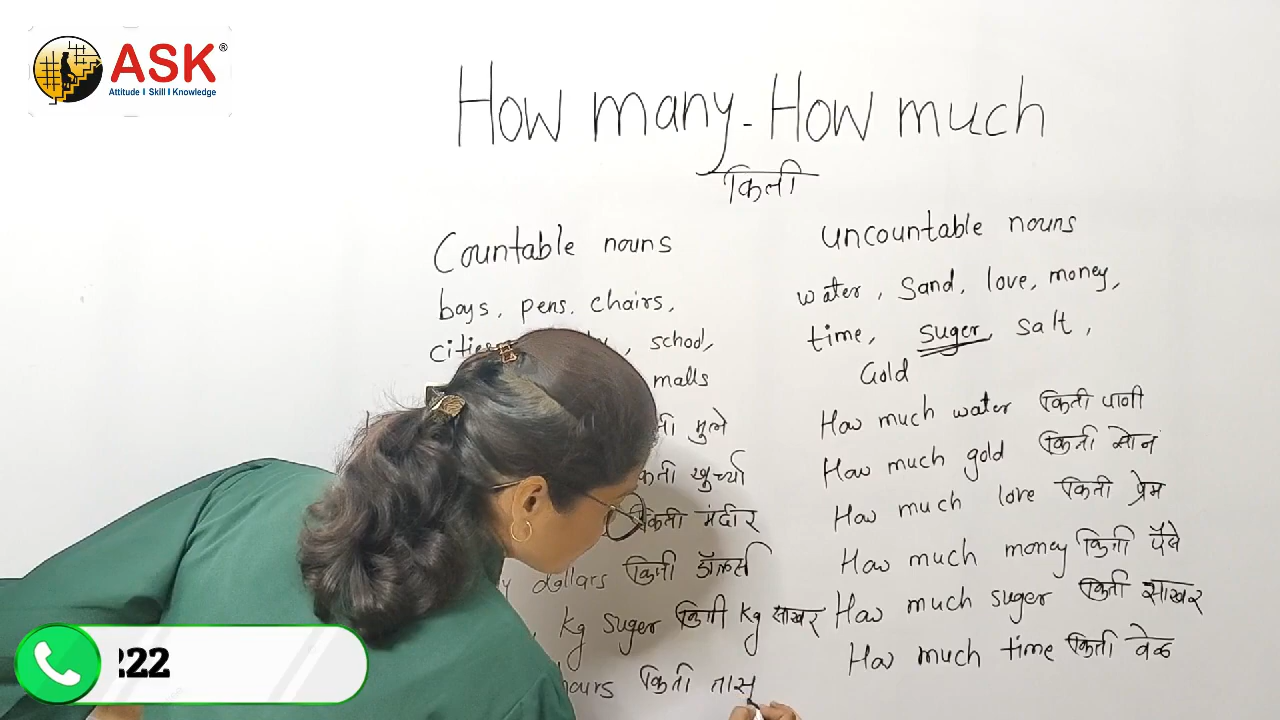 ASK®
Attitude I Skill I Knowledge
How many - How much
किती
Countable nouns
boys, pens, chairs,
cities , school,
malls
मुले
किती खुर्च्या
किती मंदीर
dollars किती डॉलर्स
kg suger किती kg साखर
hours किती तास
uncountable nouns
water, Sand, love, money,
time, suger, salt,
Gold
How much water किती पाणी
How much gold किती सोनं
How much love किती प्रेम
How much money किती पैसे
How much suger किती साखर
How much time किती वेळ
222